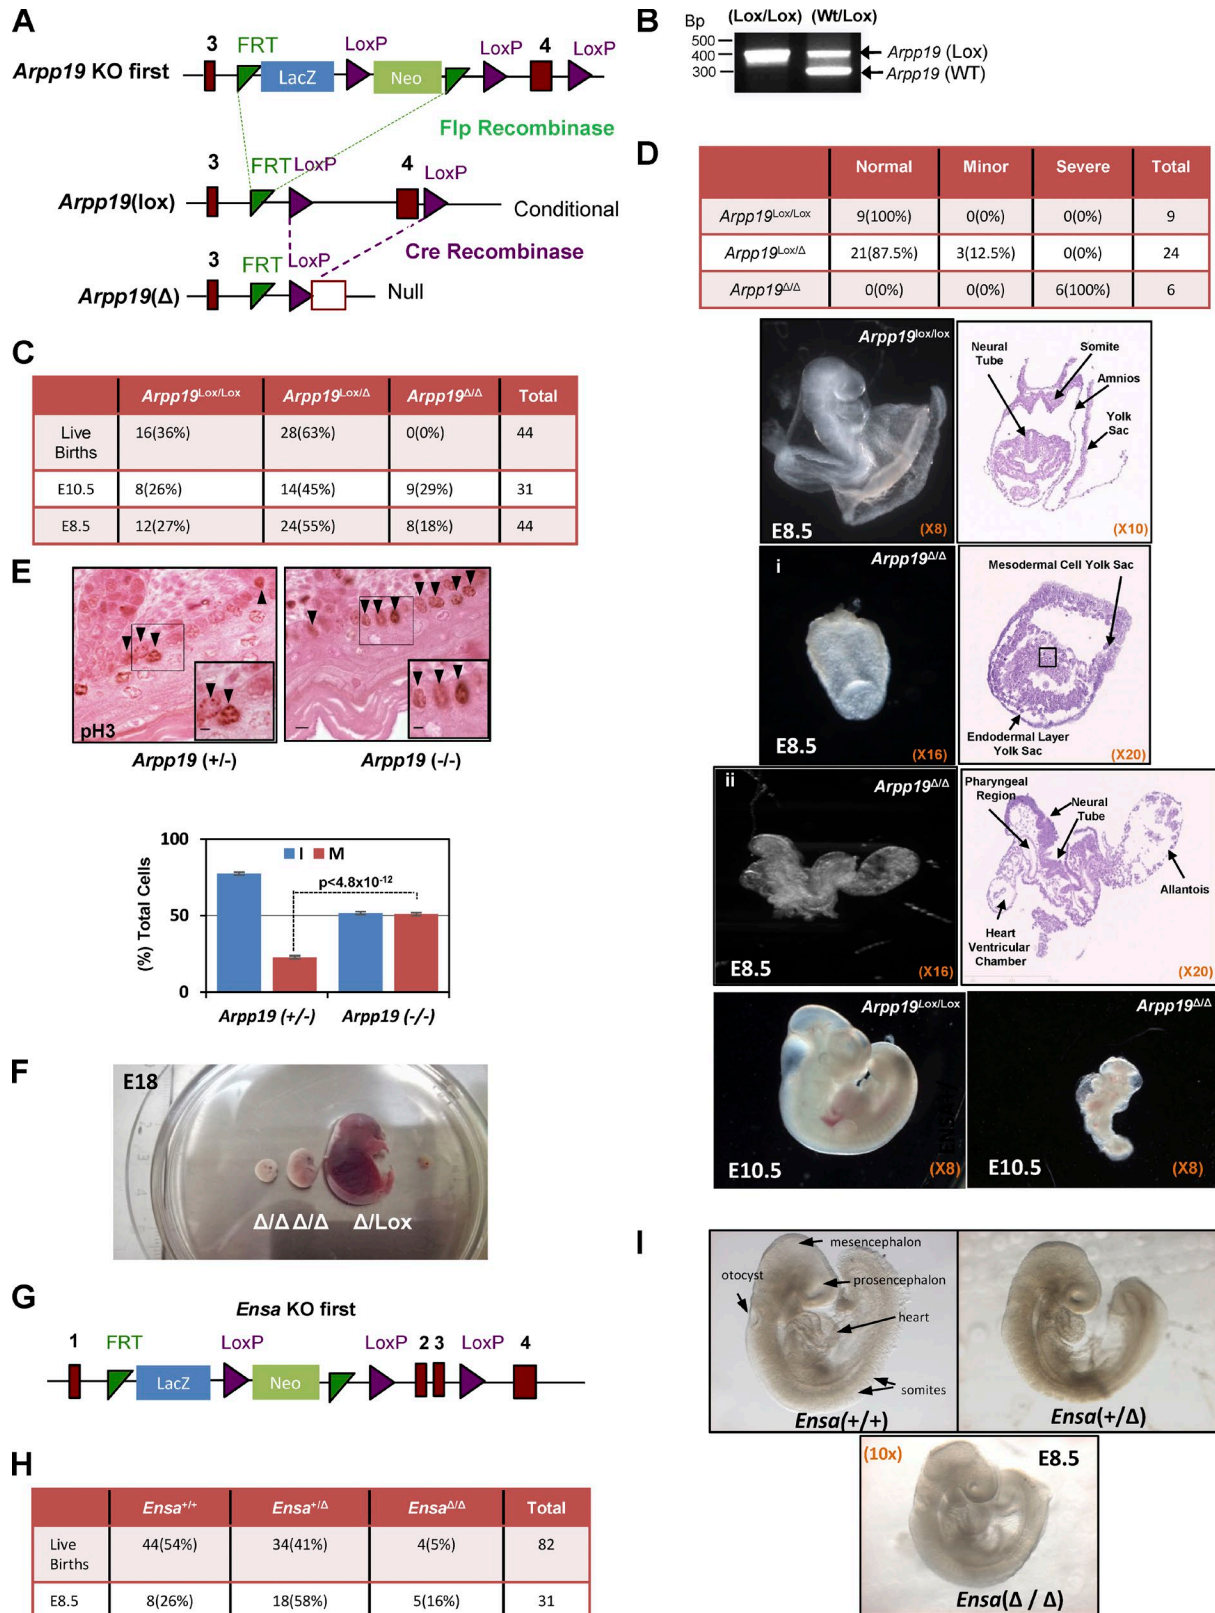 A
3 FRT LoxP LoxP 4 LoxP
Arpp19 KO first
LacZ Neo
Flp Recombinase
3 FRT LoxP 4 LoxP
Arpp19(lox)
Conditional
Cre Recombinase
3 FRT LoxP
Arpp19(Δ)
Null
B
Bp (Lox/Lox) (Wt/Lox)
500
400
300
Arpp19 (Lox)
Arpp19 (WT)
C
Arpp19Lox/Lox Arpp19Lox/Δ Arpp19Δ/Δ Total
Live Births 16(36%) 28(63%) 0(0%) 44
E10.5 8(26%) 14(45%) 9(29%) 31
E8.5 12(27%) 24(55%) 8(18%) 44
D
Normal Minor Severe Total
Arpp19Lox/Lox 9(100%) 0(0%) 0(0%) 9
Arpp19Lox/Δ 21(87.5%) 3(12.5%) 0(0%) 24
Arpp19Δ/Δ 0(0%) 0(0%) 6(100%) 6
Arpp19lox/lox
E8.5
(X8)
Neural Tube
Somite
Amnios
Yolk Sac
(X10)
i
Arpp19Δ/Δ
E8.5
(X16)
Mesodermal Cell Yolk Sac
Endodermal Layer
Yolk Sac
(X20)
ii
Arpp19Δ/Δ
E8.5
(X16)
Pharyngeal
Region
Neural
Tube
Allantois
Heart
Ventricular
Chamber
(X20)
Arpp19Lox/Lox
E10.5
(X8)
Arpp19Δ/Δ
E10.5
(X8)
E
pH3
Arpp19 (+/-)
Arpp19 (-/-)
(%) Total Cells
100
50
0
I M
p<4.8x10-12
Arpp19 (+/-) Arpp19 (-/-)
F
E18
Δ/Δ Δ/Δ Δ/Lox
G
Ensa KO first
1 FRT LoxP LoxP 2 3 LoxP 4
LacZ Neo
H
Ensa+/+ Ensa+/Δ EnsaΔ/Δ Total
Live Births 44(54%) 34(41%) 4(5%) 82
E8.5 8(26%) 18(58%) 5(16%) 31
I
mesencephalon
otocyst
prosencephalon
heart
somites
Ensa(+/+)
Ensa(+/Δ)
(10x)
E8.5
Ensa(Δ / Δ)